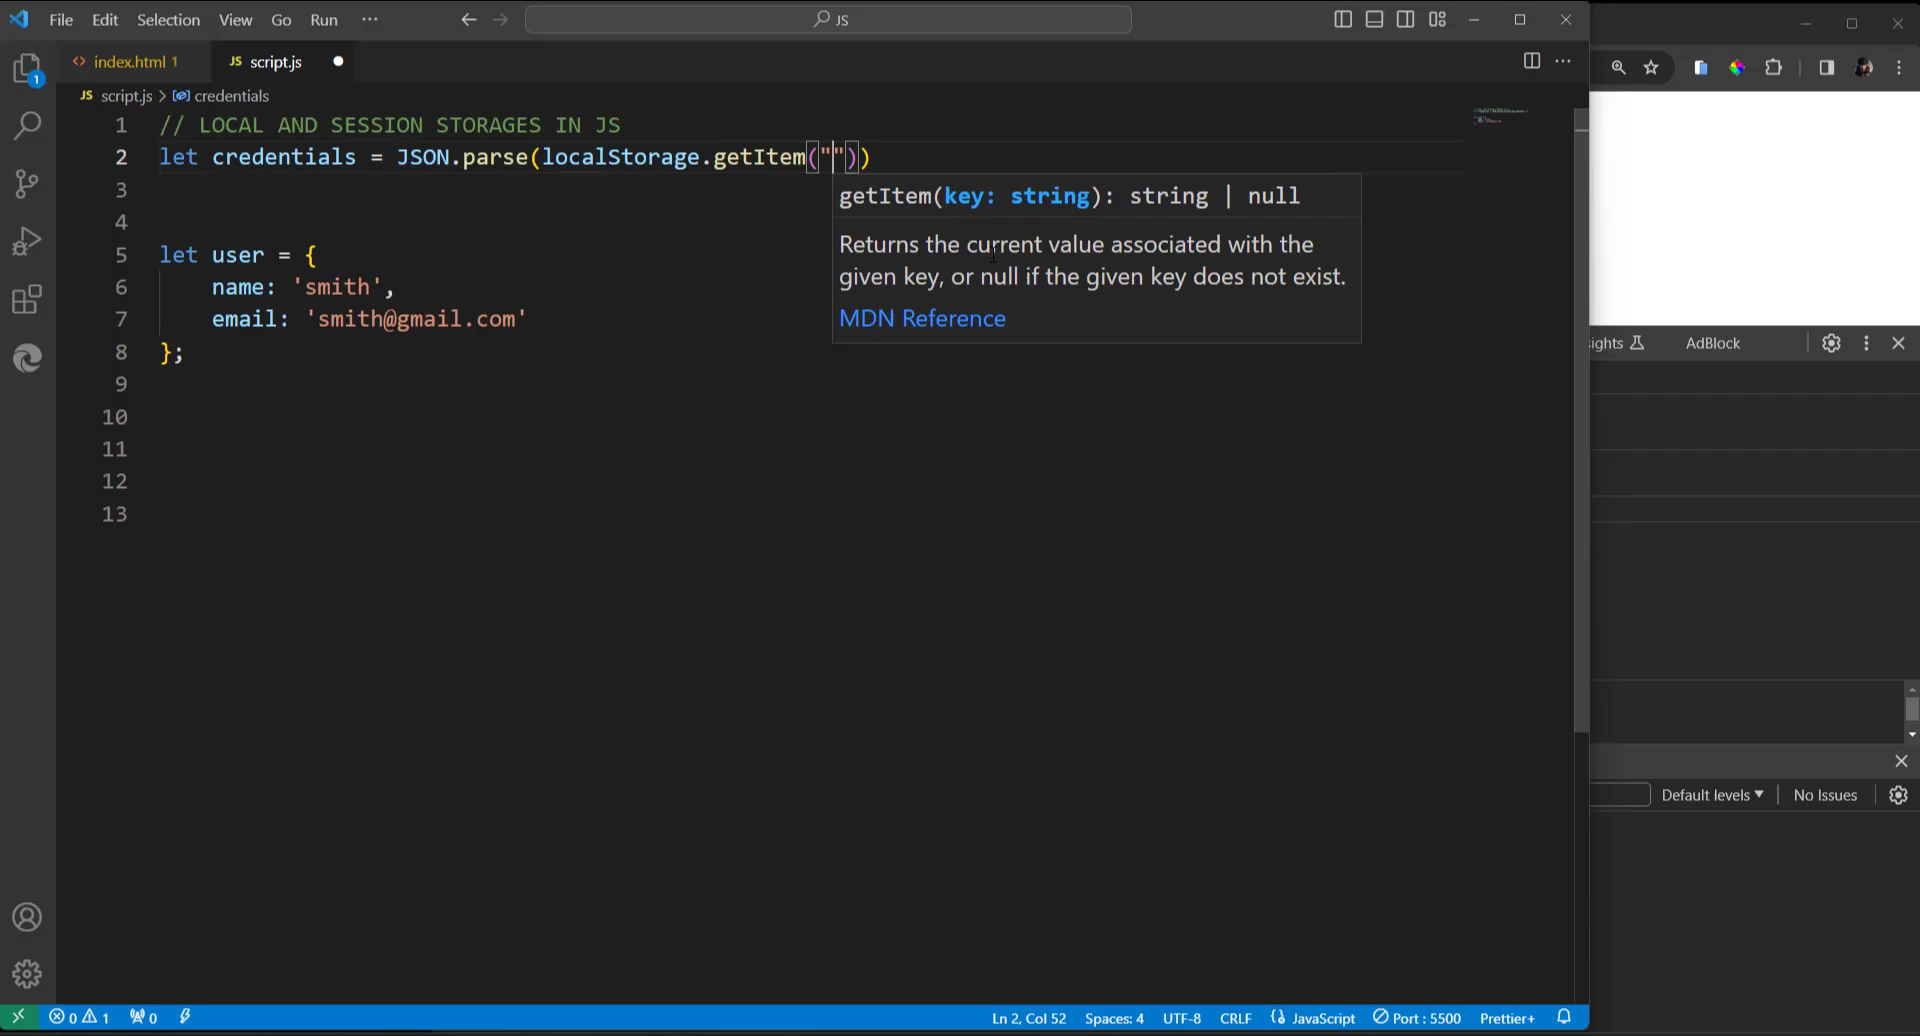 File Edit Selection View Go Run ···
JS
index.html 1
JS script.js
JS script.js > credentials
1 // LOCAL AND SESSION STORAGES IN JS
2 let credentials = JSON.parse(localStorage.getItem(""))
3
4
5 let user = {
6 name: 'smith',
7 email: 'smith@gmail.com'
8 };
9
10
11
12
13
getItem(key: string): string | null
Returns the current value associated with the
given key, or null if the given key does not exist.
MDN Reference
1
ights
AdBlock
Default levels
No Issues
0 1 0
Ln 2, Col 52 Spaces: 4 UTF-8 CRLF JavaScript Port : 5500 Prettier+